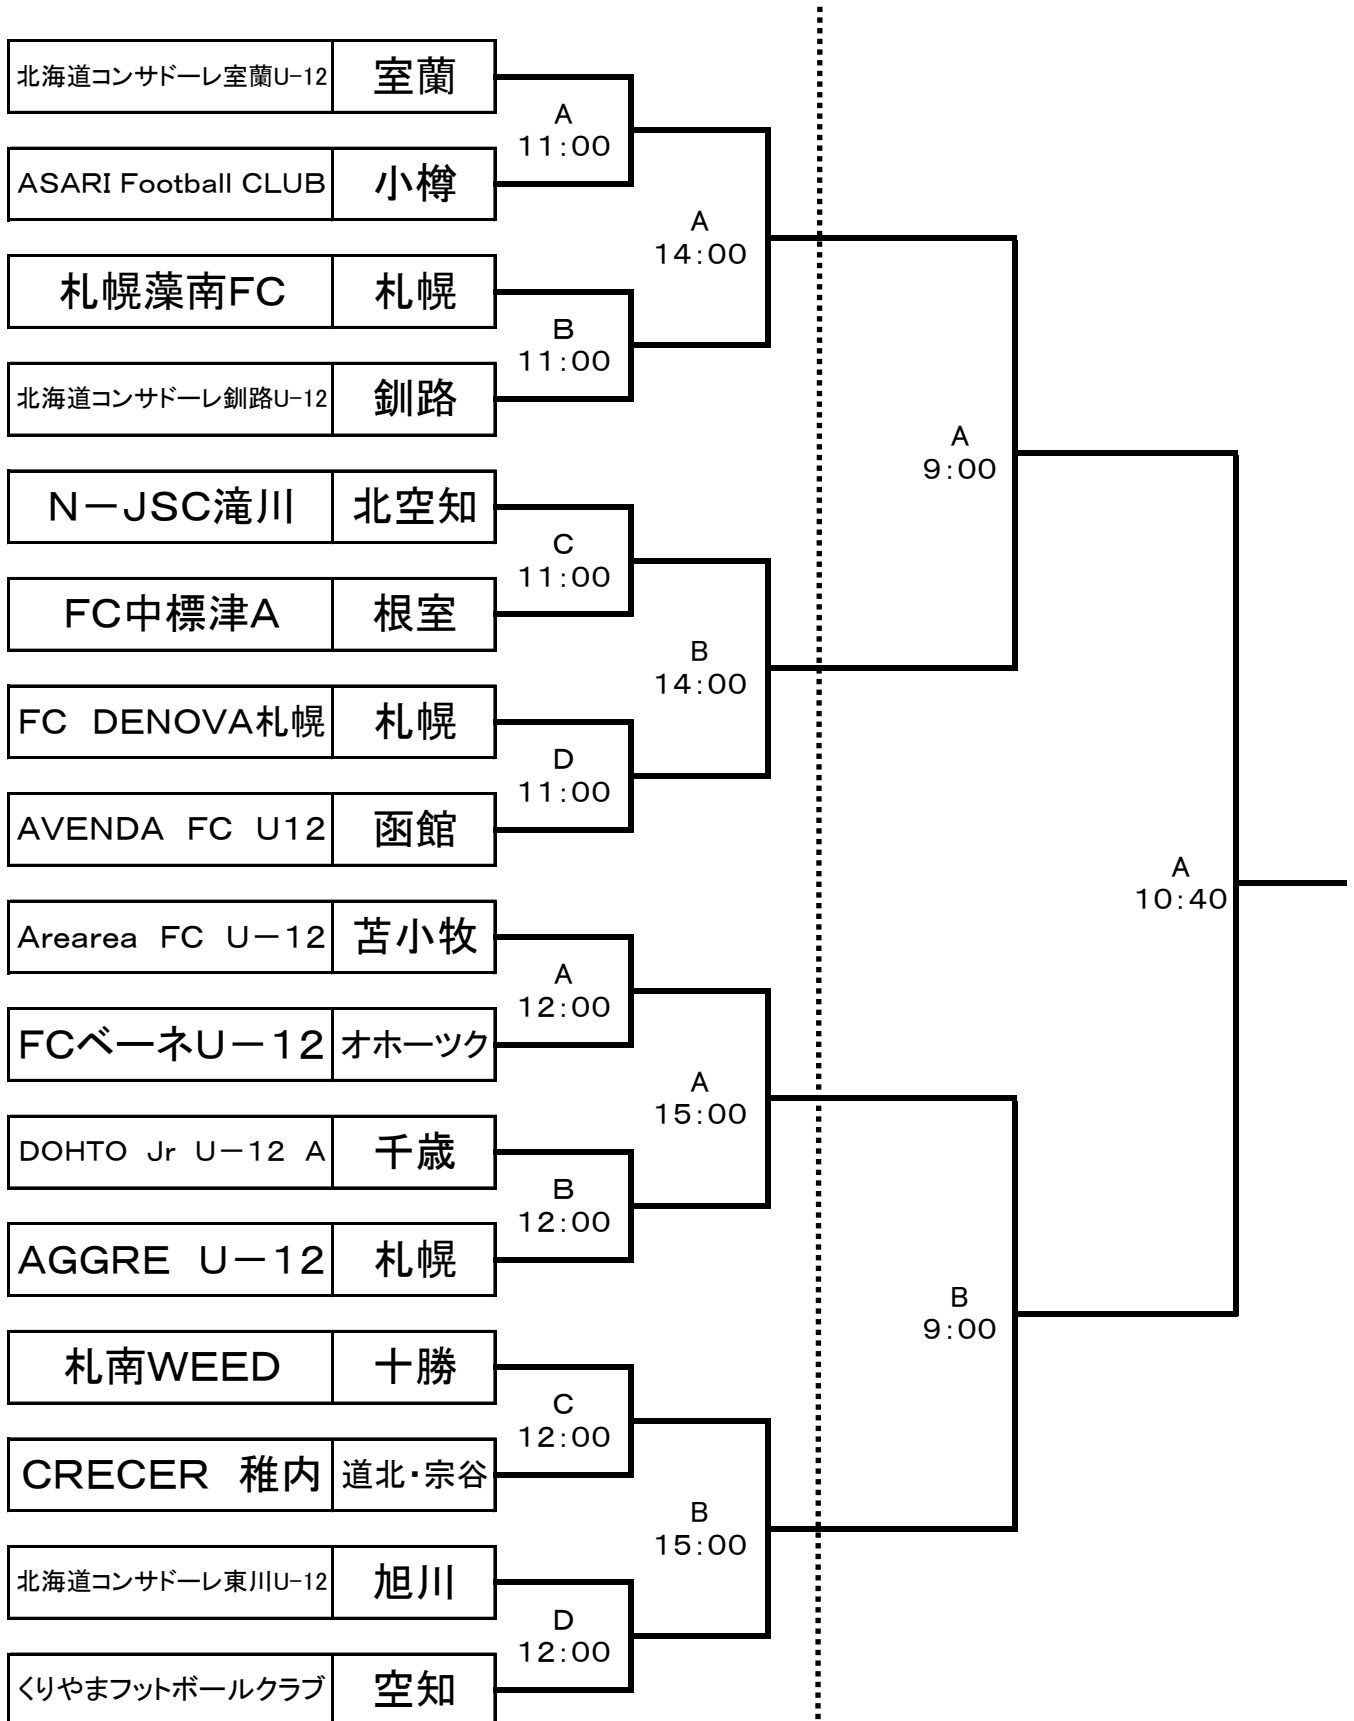 北海道コンサドーレ室蘭U-12 室蘭
A
11:00
ASARI Football CLUB 小樽
A
14:00
札幌藻南FC 札幌
B
11:00
北海道コンサドーレ釧路U-12 釧路
A
9:00
N－JSC滝川 北空知
C
11:00
FC中標津A 根室
B
14:00
FC　DENOVA札幌 札幌
D
11:00
AVENDA　FC　U12 函館
A
10:40
Arearea　FC　U－12 苫小牧
A
12:00
FCベーネU－12 オホーツク
A
15:00
DOHTO　Jr　U－12　A 千歳
B
12:00
AGGRE　U－12 札幌
B
9:00
札南WEED 十勝
C
12:00
CRECER　稚内 道北・宗谷
B
15:00
北海道コンサドーレ東川U-12 旭川
D
12:00
くりやまフットボールクラブ 空知